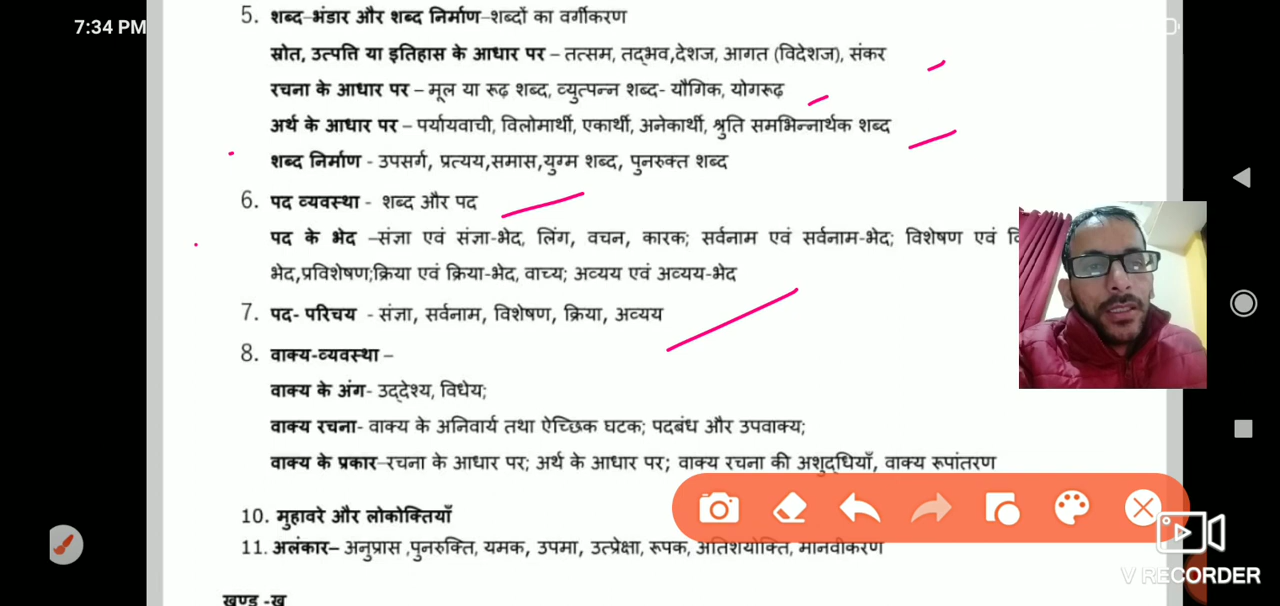 7:34 PM
5. शब्द-भंडार और शब्द निर्माण–शब्दों का वर्गीकरण
स्रोत, उत्पत्ति या इतिहास के आधार पर – तत्सम, तद्भव,देशज, आगत (विदेशज), संकर
रचना के आधार पर – मूल या रूढ़ शब्द, व्युत्पन्न शब्द- यौगिक, योगरूढ़
अर्थ के आधार पर – पर्यायवाची, विलोमार्थी, एकार्थी, अनेकार्थी, श्रुति समभिन्नार्थक शब्द
शब्द निर्माण - उपसर्ग, प्रत्यय,समास,युग्म शब्द, पुनरुक्त शब्द
6. पद व्यवस्था - शब्द और पद
पद के भेद –संज्ञा एवं संज्ञा-भेद, लिंग, वचन, कारक; सर्वनाम एवं सर्वनाम-भेद; विशेषण एवं
भेद,प्रविशेषण;क्रिया एवं क्रिया-भेद, वाच्य; अव्यय एवं अव्यय-भेद
7. पद- परिचय - संज्ञा, सर्वनाम, विशेषण, क्रिया, अव्यय
8. वाक्य-व्यवस्था –
वाक्य के अंग- उद्देश्य, विधेय;
वाक्य रचना- वाक्य के अनिवार्य तथा ऐच्छिक घटक; पदबंध और उपवाक्य;
वाक्य के प्रकार–रचना के आधार पर; अर्थ के आधार पर; वाक्य रचना की अशुद्धियाँ, वाक्य रूपांतरण
10. मुहावरे और लोकोक्तियाँ
11. अलंकार– अनुप्रास ,पुनरुक्ति, यमक, उपमा, उत्प्रेक्षा, रूपक, अतिशयोक्ति, मानवीकरण
V RECORDER
खण्ड -ख